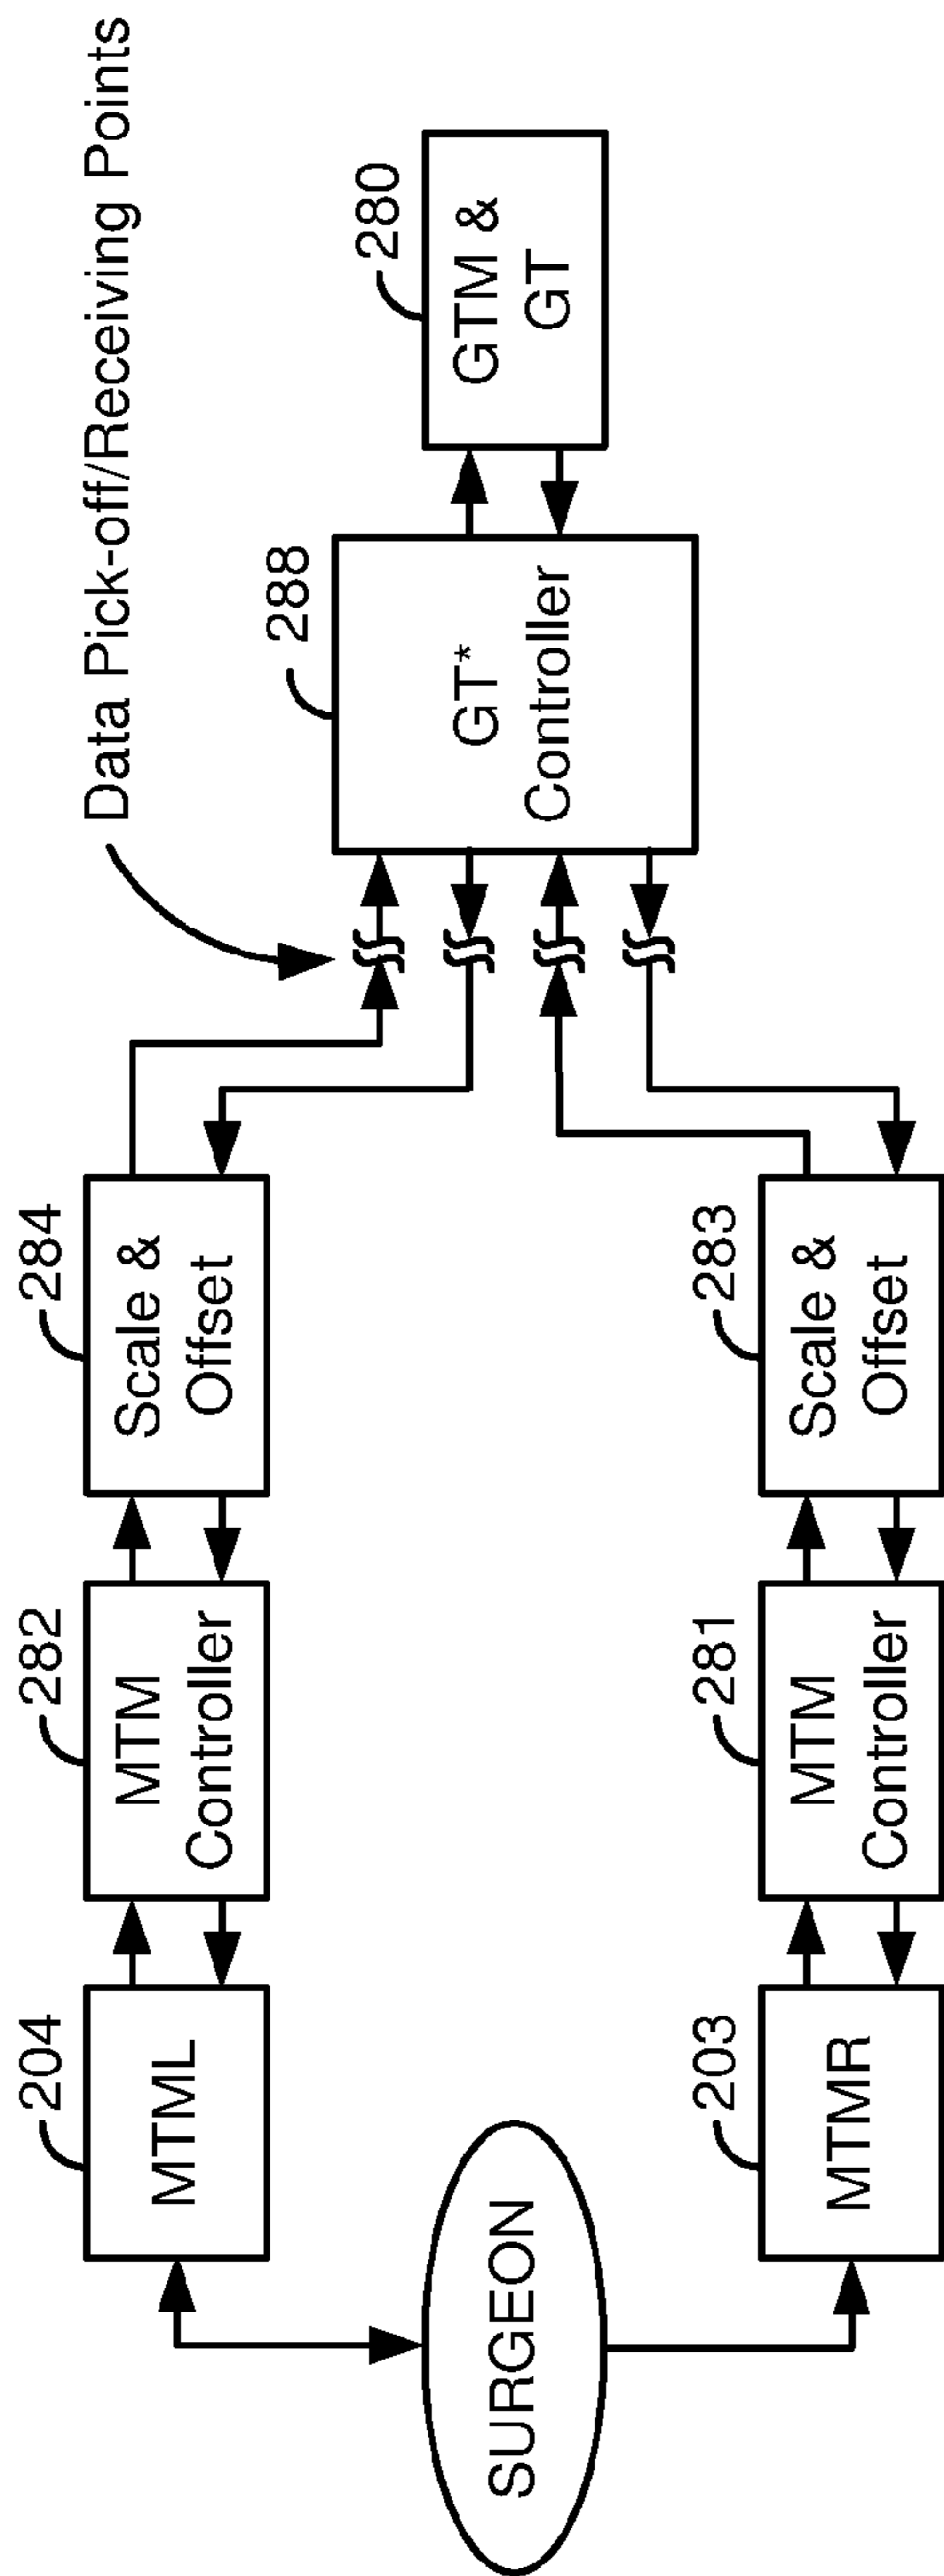 Data Pick-off/Receiving Points
204
MTML
282
MTM
Controller
284
Scale &
Offset
288
GT*
Controller
280
GTM &
GT
SURGEON
203
MTMR
281
MTM
Controller
283
Scale &
Offset